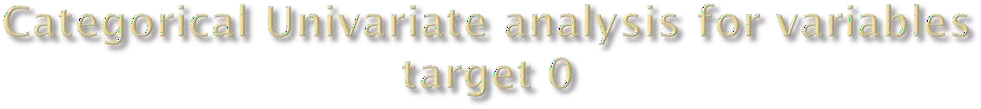 Categorical Univariate analysis for variables
target 0